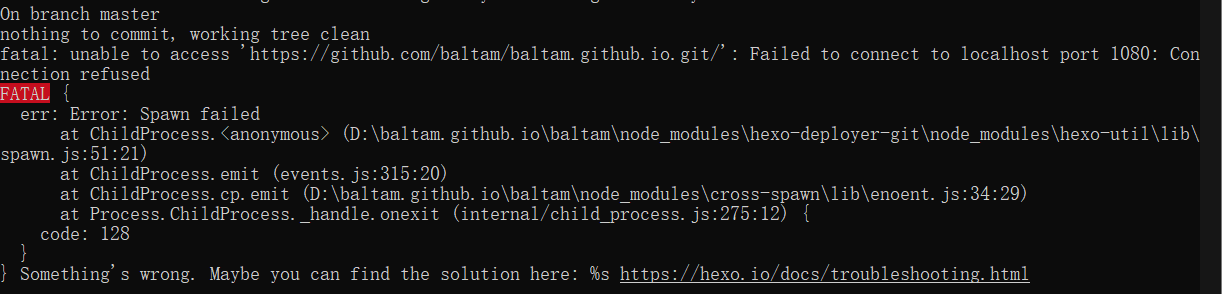 On branch master
nothing to commit, working tree clean
fatal: unable to access 'https://github.com/baltam/baltam.github.io.git/': Failed to connect to localhost port 1080: Con
nection refused
FATAL {
  err: Error: Spawn failed
      at ChildProcess.<anonymous> (D:\baltam.github.io\baltam\node_modules\hexo-deployer-git\node_modules\hexo-util\lib\
spawn.js:51:21)
      at ChildProcess.emit (events.js:315:20)
      at ChildProcess.cp.emit (D:\baltam.github.io\baltam\node_modules\cross-spawn\lib\enoent.js:34:29)
      at Process.ChildProcess._handle.onexit (internal/child_process.js:275:12) {
    code: 128
  }
} Something's wrong. Maybe you can find the solution here: %s https://hexo.io/docs/troubleshooting.html